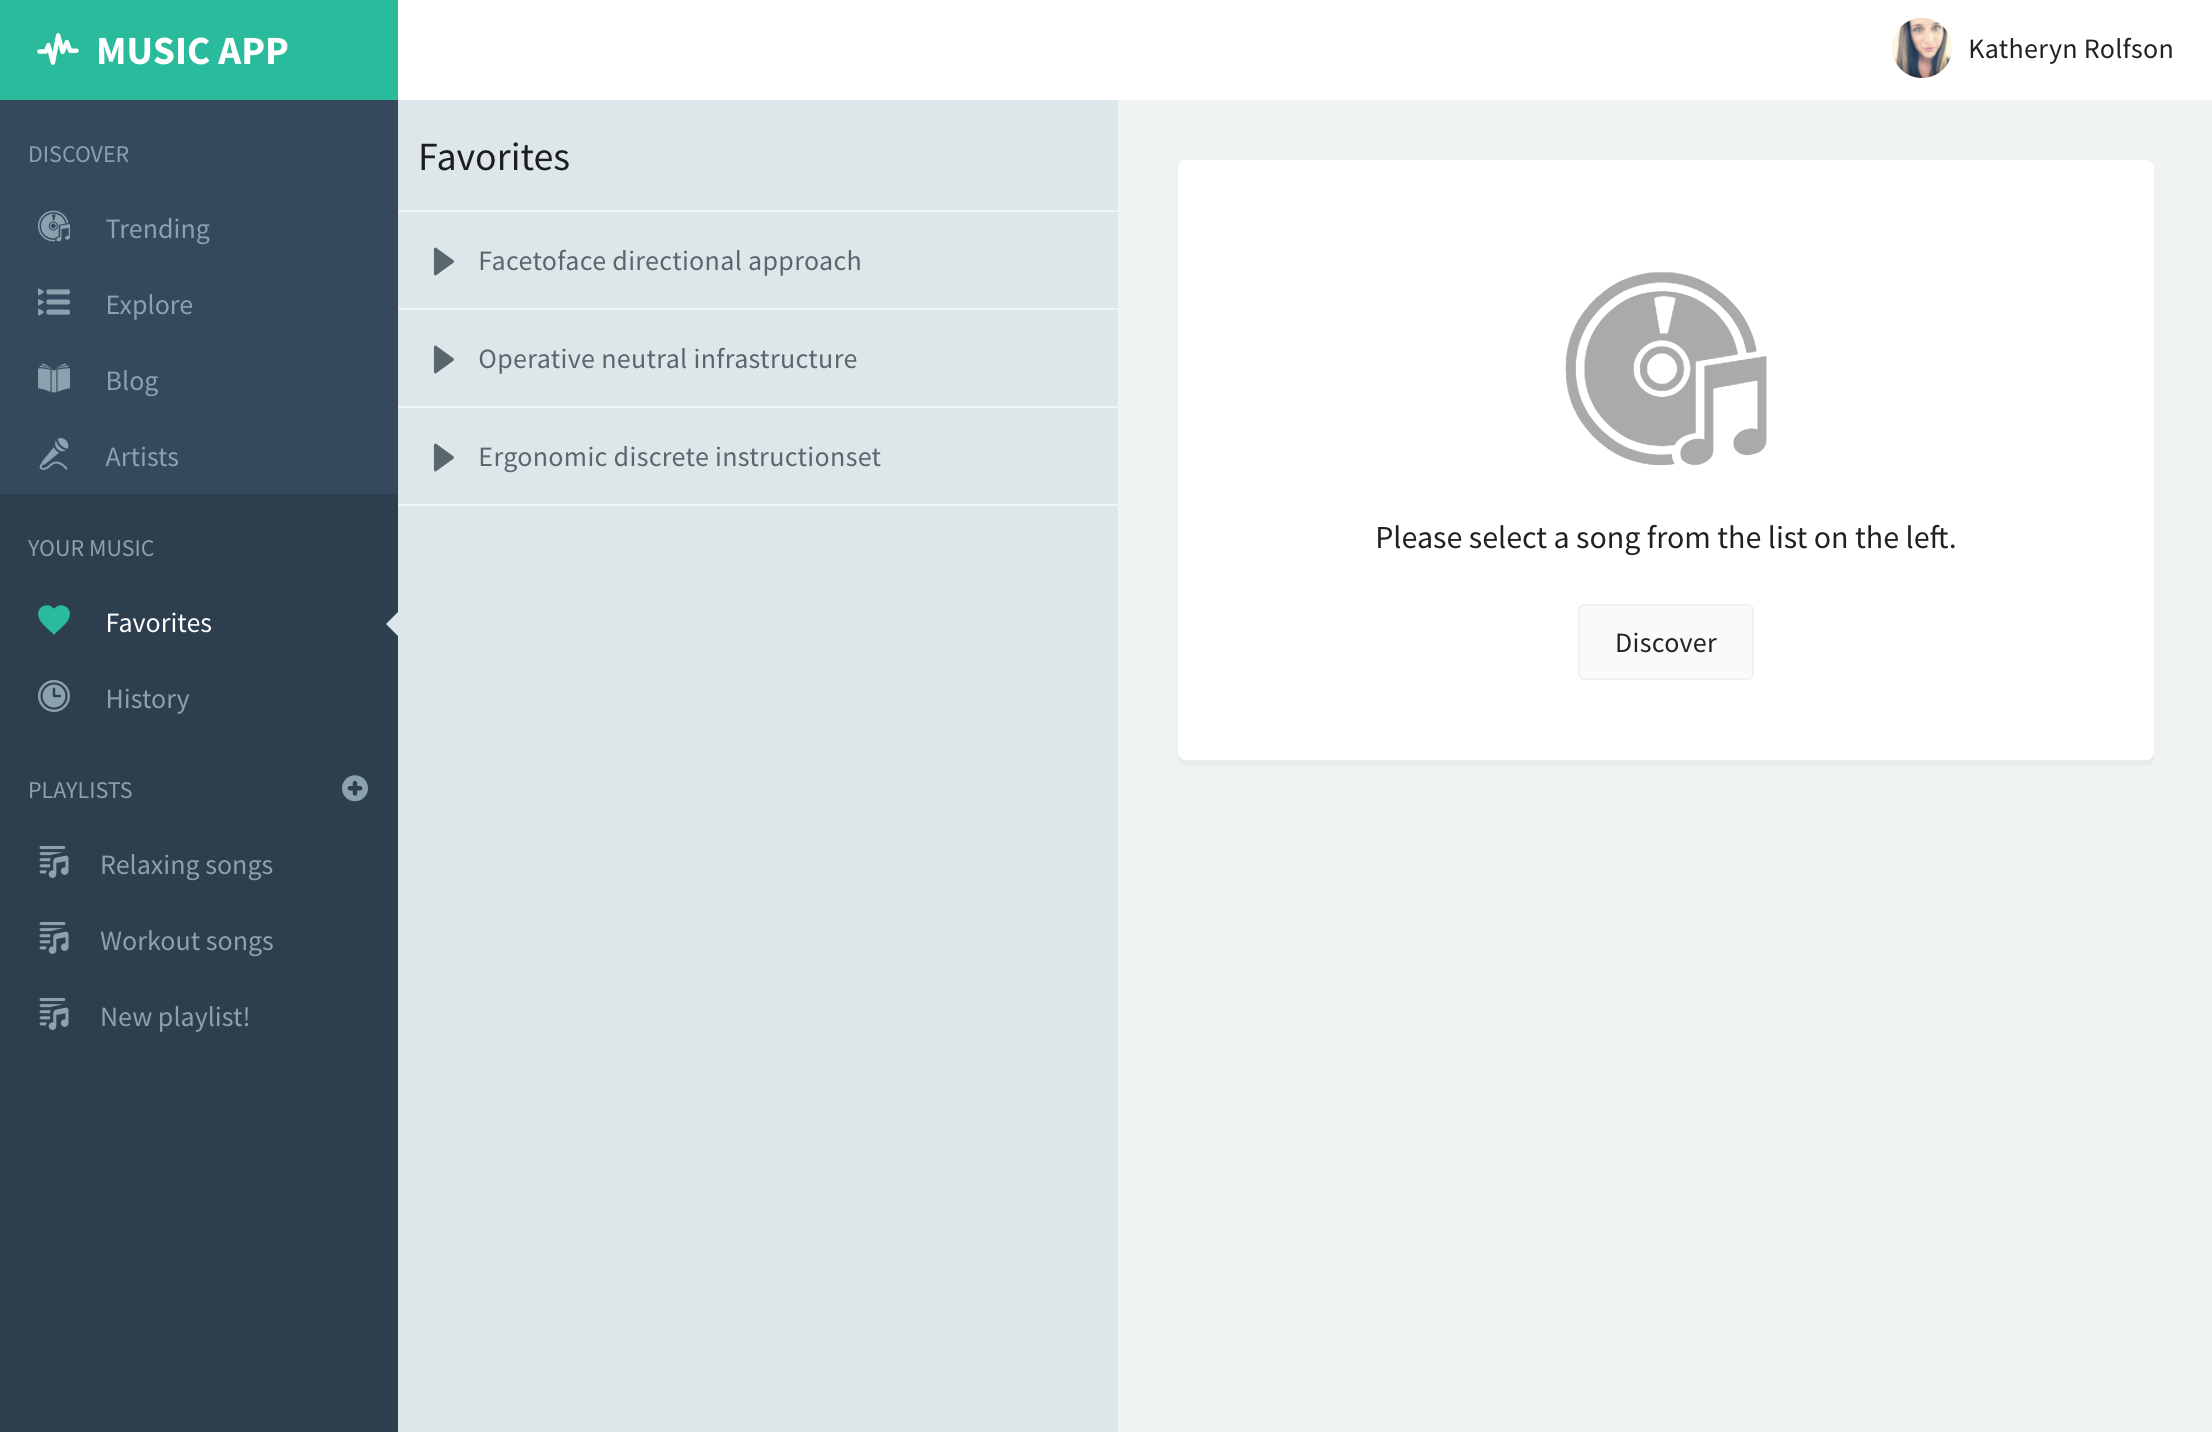 MUSIC APP
Katheryn Rolfson
DISCOVER
Trending
Explore
Blog
Artists
YOUR MUSIC
Favorites
History
PLAYLISTS
Relaxing songs
Workout songs
New playlist!
Favorites
Facetoface directional approach
Operative neutral infrastructure
Ergonomic discrete instructionset
Please select a song from the list on the left.
Discover